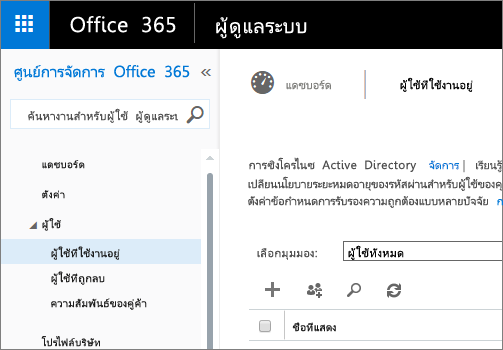 Office 365
ผู้ดูแลระบบ
ศูนย์การจัดการ Office 365 «
ค้นหางานสำหรับผู้ใช้ ผู้ดูแลระบ
แดชบอร์ด
ตั้งค่า
ผู้ใช้
ผู้ใช้ที่ใช้งานอยู่
ผู้ใช้ที่ถูกลบ
ความสัมพันธ์ของคู่ค้า
โปรไฟล์บริษัท
แดชบอร์ด
ผู้ใช้ที่ใช้งานอยู่
การซิงโครไนซ์ Active Directory จัดการ | เรียนรู้
เปลี่ยนนโยบายระยะหมดอายุของรหัสผ่านสำหรับผู้ใช้ของคุ
ตั้งค่าข้อกำหนดการรับรองความถูกต้องแบบหลายปัจจัย ก
เลือกมุมมอง: ผู้ใช้ทั้งหมด
ชื่อที่แสดง